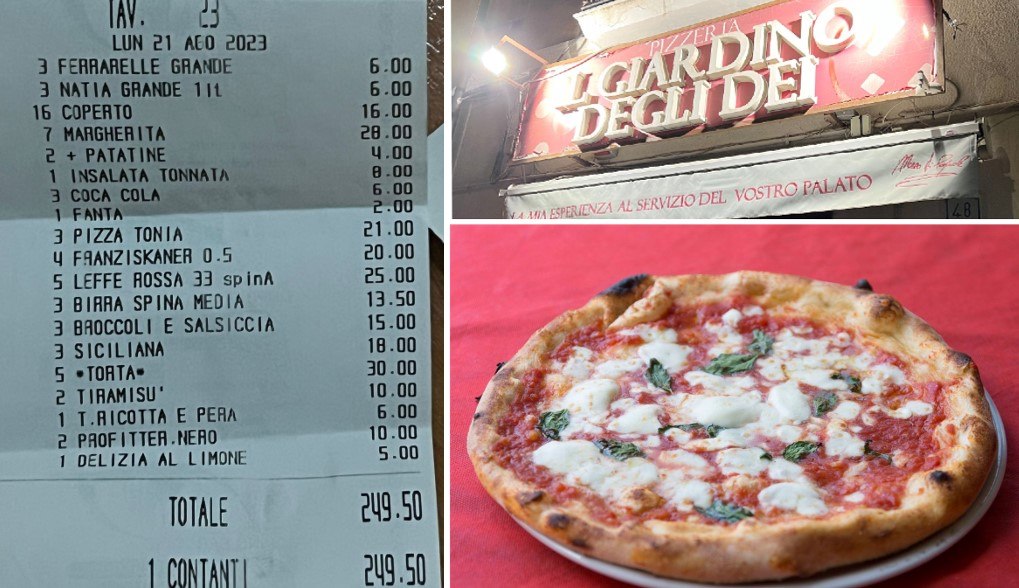 TAV. 23
LUN 21 AGO 2023
3 FERRARELLE GRANDE 6.00
3 NATIA GRANDE 1lt 6.00
16 COPERTO 16.00
7 MARGHERITA 28.00
2 + PATATINE 4.00
1 INSALATA TONNATA 8.00
3 COCA COLA 6.00
1 FANTA 2.00
3 PIZZA TONIA 21.00
4 FRANZISKANER 0.5 20.00
5 LEFFE ROSSA 33 spinA 25.00
3 BIRRA SPINA MEDIA 13.50
3 BROCCOLI E SALSICCIA 15.00
3 SICILIANA 18.00
5 *TORTA* 30.00
2 TIRAMISU' 10.00
1 T.RICOTTA E PERA 6.00
2 PROFITTER.NERO 10.00
1 DELIZIA AL LIMONE 5.00
TOTALE 249.50
1 CONTANTI 249.50
PIZZERIA
I GIARDINO
DEGLI DEI
LA MIA ESPERIENZA AL SERVIZIO DEL VOSTRO PALATO
48